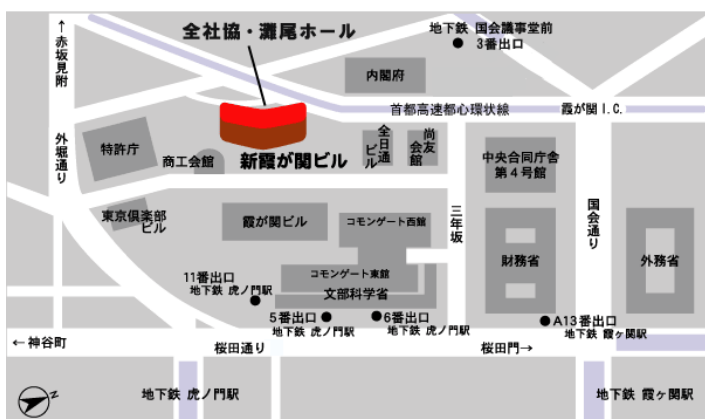 全社協・灘尾ホール
地下鉄 国会議事堂前
3番出口
↑
赤坂見附
内閣府
首都高速都心環状線
霞が関 I.C.
外堀通り
特許庁
商工会館
新霞が関ビル
全日通
ビル
尚友
会館
中央合同庁舎
第4号館
国会通り
三年坂
東京倶楽部
ビル
霞が関ビル
コモンゲート西館
財務省
外務省
コモンゲート東館
文部科学省
11番出口
地下鉄 虎ノ門駅
5番出口
地下鉄 虎ノ門駅
6番出口
地下鉄 虎ノ門駅
A13番出口
地下鉄 霞ヶ関駅
←神谷町
桜田通り
桜田門→
地下鉄 虎ノ門駅
地下鉄 霞ヶ関駅
N